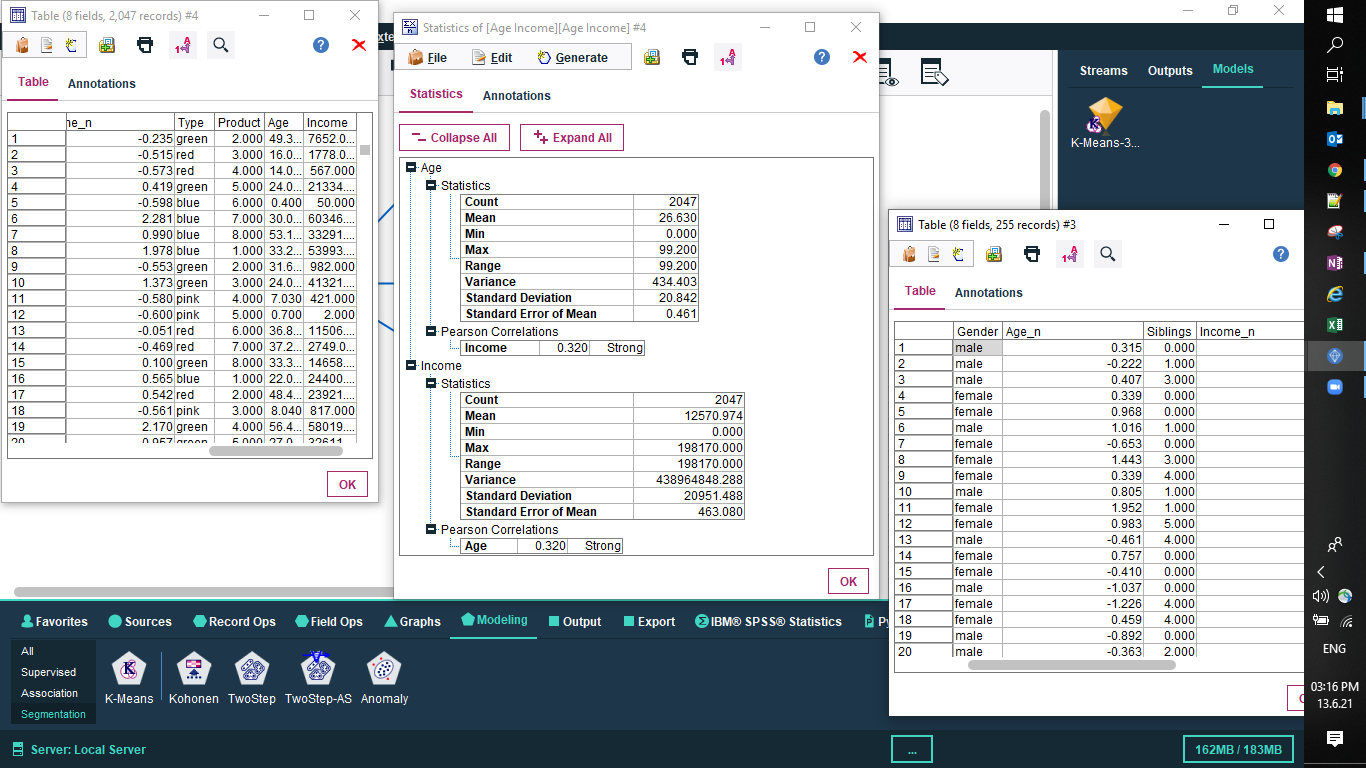 Table (8 fields, 2,047 records) #4
Table Annotations
ne_n Type Product Age Income
1 -0.235 green 2.000 49.3... 7652.0...
2 -0.515 red 3.000 16.0... 1778.0...
3 -0.573 red 4.000 14.0... 567.000
4 0.419 green 5.000 24.0... 21334....
5 -0.598 blue 6.000 0.400 50.000
6 2.281 blue 7.000 30.0... 60346....
7 0.990 blue 8.000 53.1... 33291....
8 1.978 blue 1.000 33.2... 53993....
9 -0.553 green 2.000 31.6... 982.000
10 1.373 green 3.000 24.0... 41321....
11 -0.580 pink 4.000 7.030 421.000
12 -0.600 pink 5.000 0.700 2.000
13 -0.051 red 6.000 36.8... 11506....
14 -0.469 red 7.000 37.2... 2749.0...
15 0.100 green 8.000 33.3... 14658....
16 0.565 blue 1.000 22.0... 24400....
17 0.542 red 2.000 48.4... 23921....
18 -0.561 pink 3.000 8.040 817.000
19 2.170 green 4.000 56.4... 58019....
20 0.957 green 5.000 27.0... 32611....
OK
Statistics of [Age Income][Age Income] #4
File Edit Generate
Statistics Annotations
Collapse All Expand All
Age
Statistics
Count 2047
Mean 26.630
Min 0.000
Max 99.200
Range 99.200
Variance 434.403
Standard Deviation 20.842
Standard Error of Mean 0.461
Pearson Correlations
Income 0.320 Strong
Income
Statistics
Count 2047
Mean 12570.974
Min 0.000
Max 198170.000
Range 198170.000
Variance 438964848.288
Standard Deviation 20951.488
Standard Error of Mean 463.080
Pearson Correlations
Age 0.320 Strong
OK
Streams Outputs Models
K-Means-3...
Table (8 fields, 255 records) #3
Table Annotations
Gender Age_n Siblings Income_n
1 male 0.315 0.000
2 male -0.222 1.000
3 male 0.407 3.000
4 female 0.339 0.000
5 female 0.968 0.000
6 male 1.016 1.000
7 female -0.653 0.000
8 female 1.443 3.000
9 female 0.339 4.000
10 male 0.805 1.000
11 female 1.952 1.000
12 female 0.983 5.000
13 male -0.461 4.000
14 female 0.757 0.000
15 female -0.410 0.000
16 male -1.037 0.000
17 female -1.226 4.000
18 female 0.459 4.000
19 male -0.892 0.000
20 male -0.363 2.000
Favorites Sources Record Ops Field Ops Graphs Modeling Output Export IBM® SPSS® Statistics Py
All
Supervised
Association
Segmentation
K-Means Kohonen TwoStep TwoStep-AS Anomaly
Server: Local Server
...
162MB / 183MB
ENG
03:16 PM
13.6.21